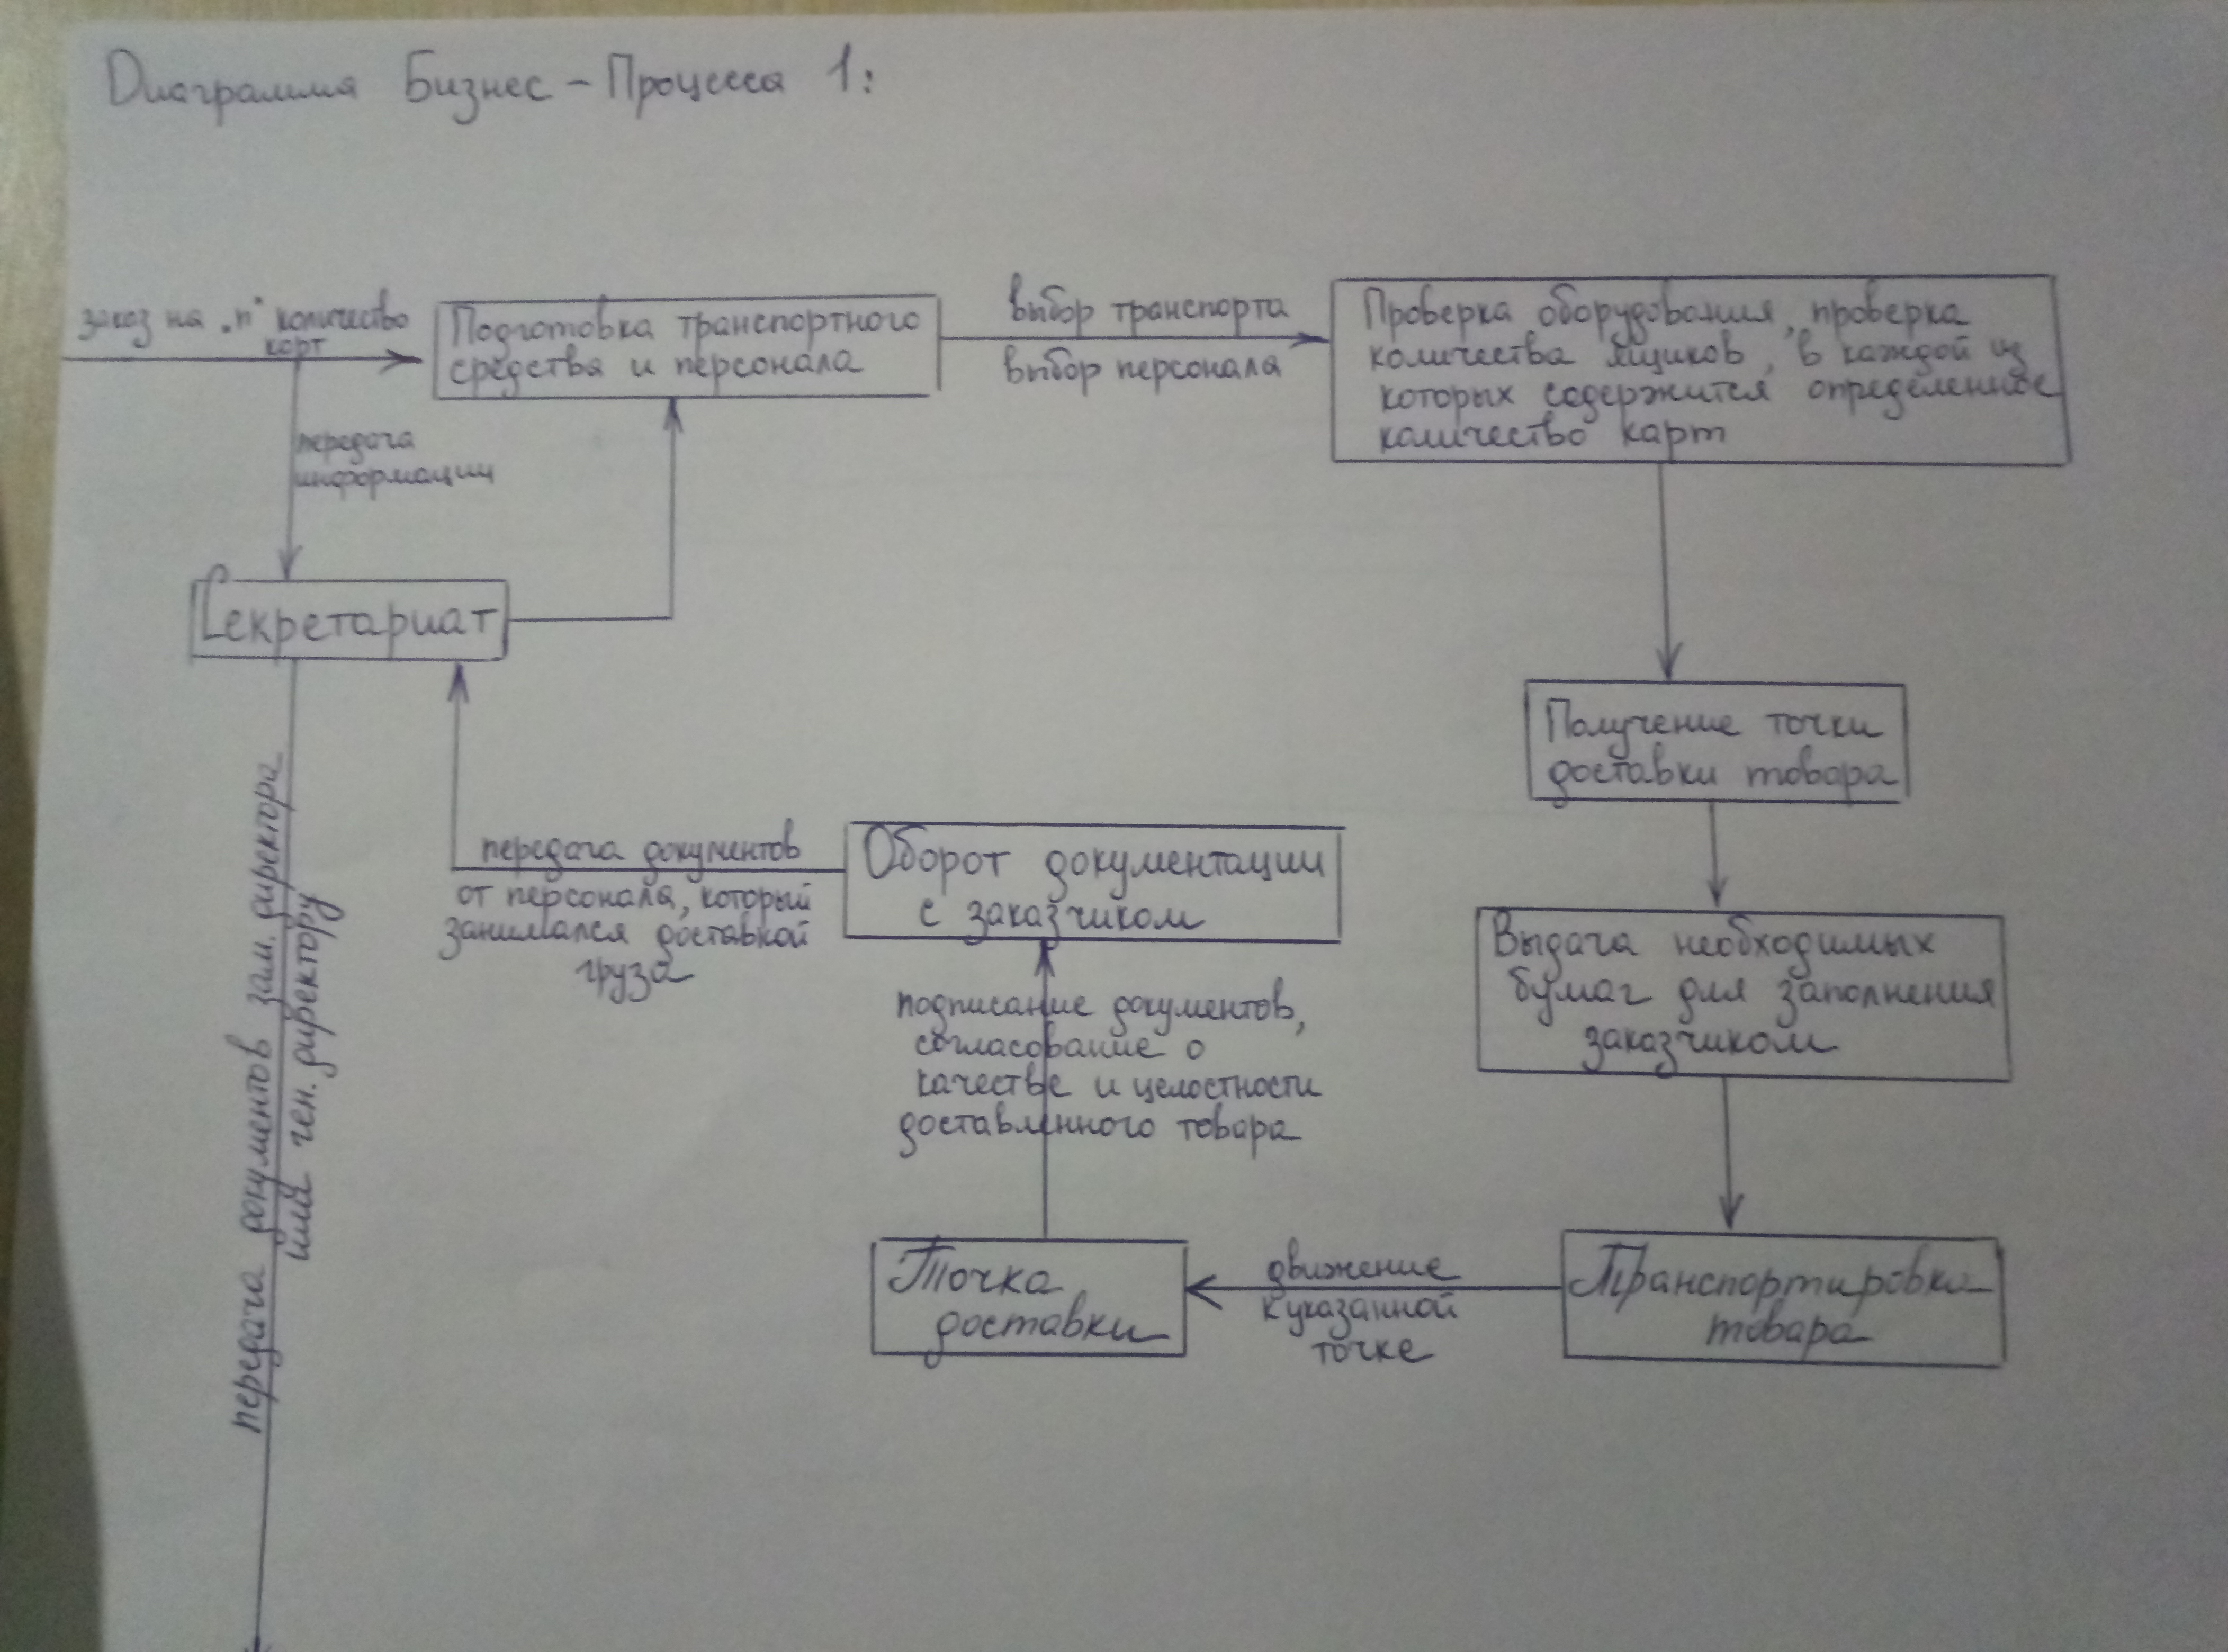 Диаграмма Бизнес – Процесса 1:
заказ на „n" количество
карт
Подготовка транспортного
средства и персонала
выбор транспорта
выбор персонала
Проверка оборудования, проверка
количества ящиков, в каждой из
которых содержится определенное
количество карт
передача
информации
Секретариат
Получение точки
доставки товара
передача документов
от персонала, который
занимался доставкой
груза
Оборот документации
с заказчиком
Выдача необходимых
бумаг для заполнения
заказчиком
подписание документов,
согласование о
качестве и целостности
доставленного товара
передача документов зам. директора
или ген. директору
Точка
доставки
движение
к указанной
точке
Транспортировка
товара